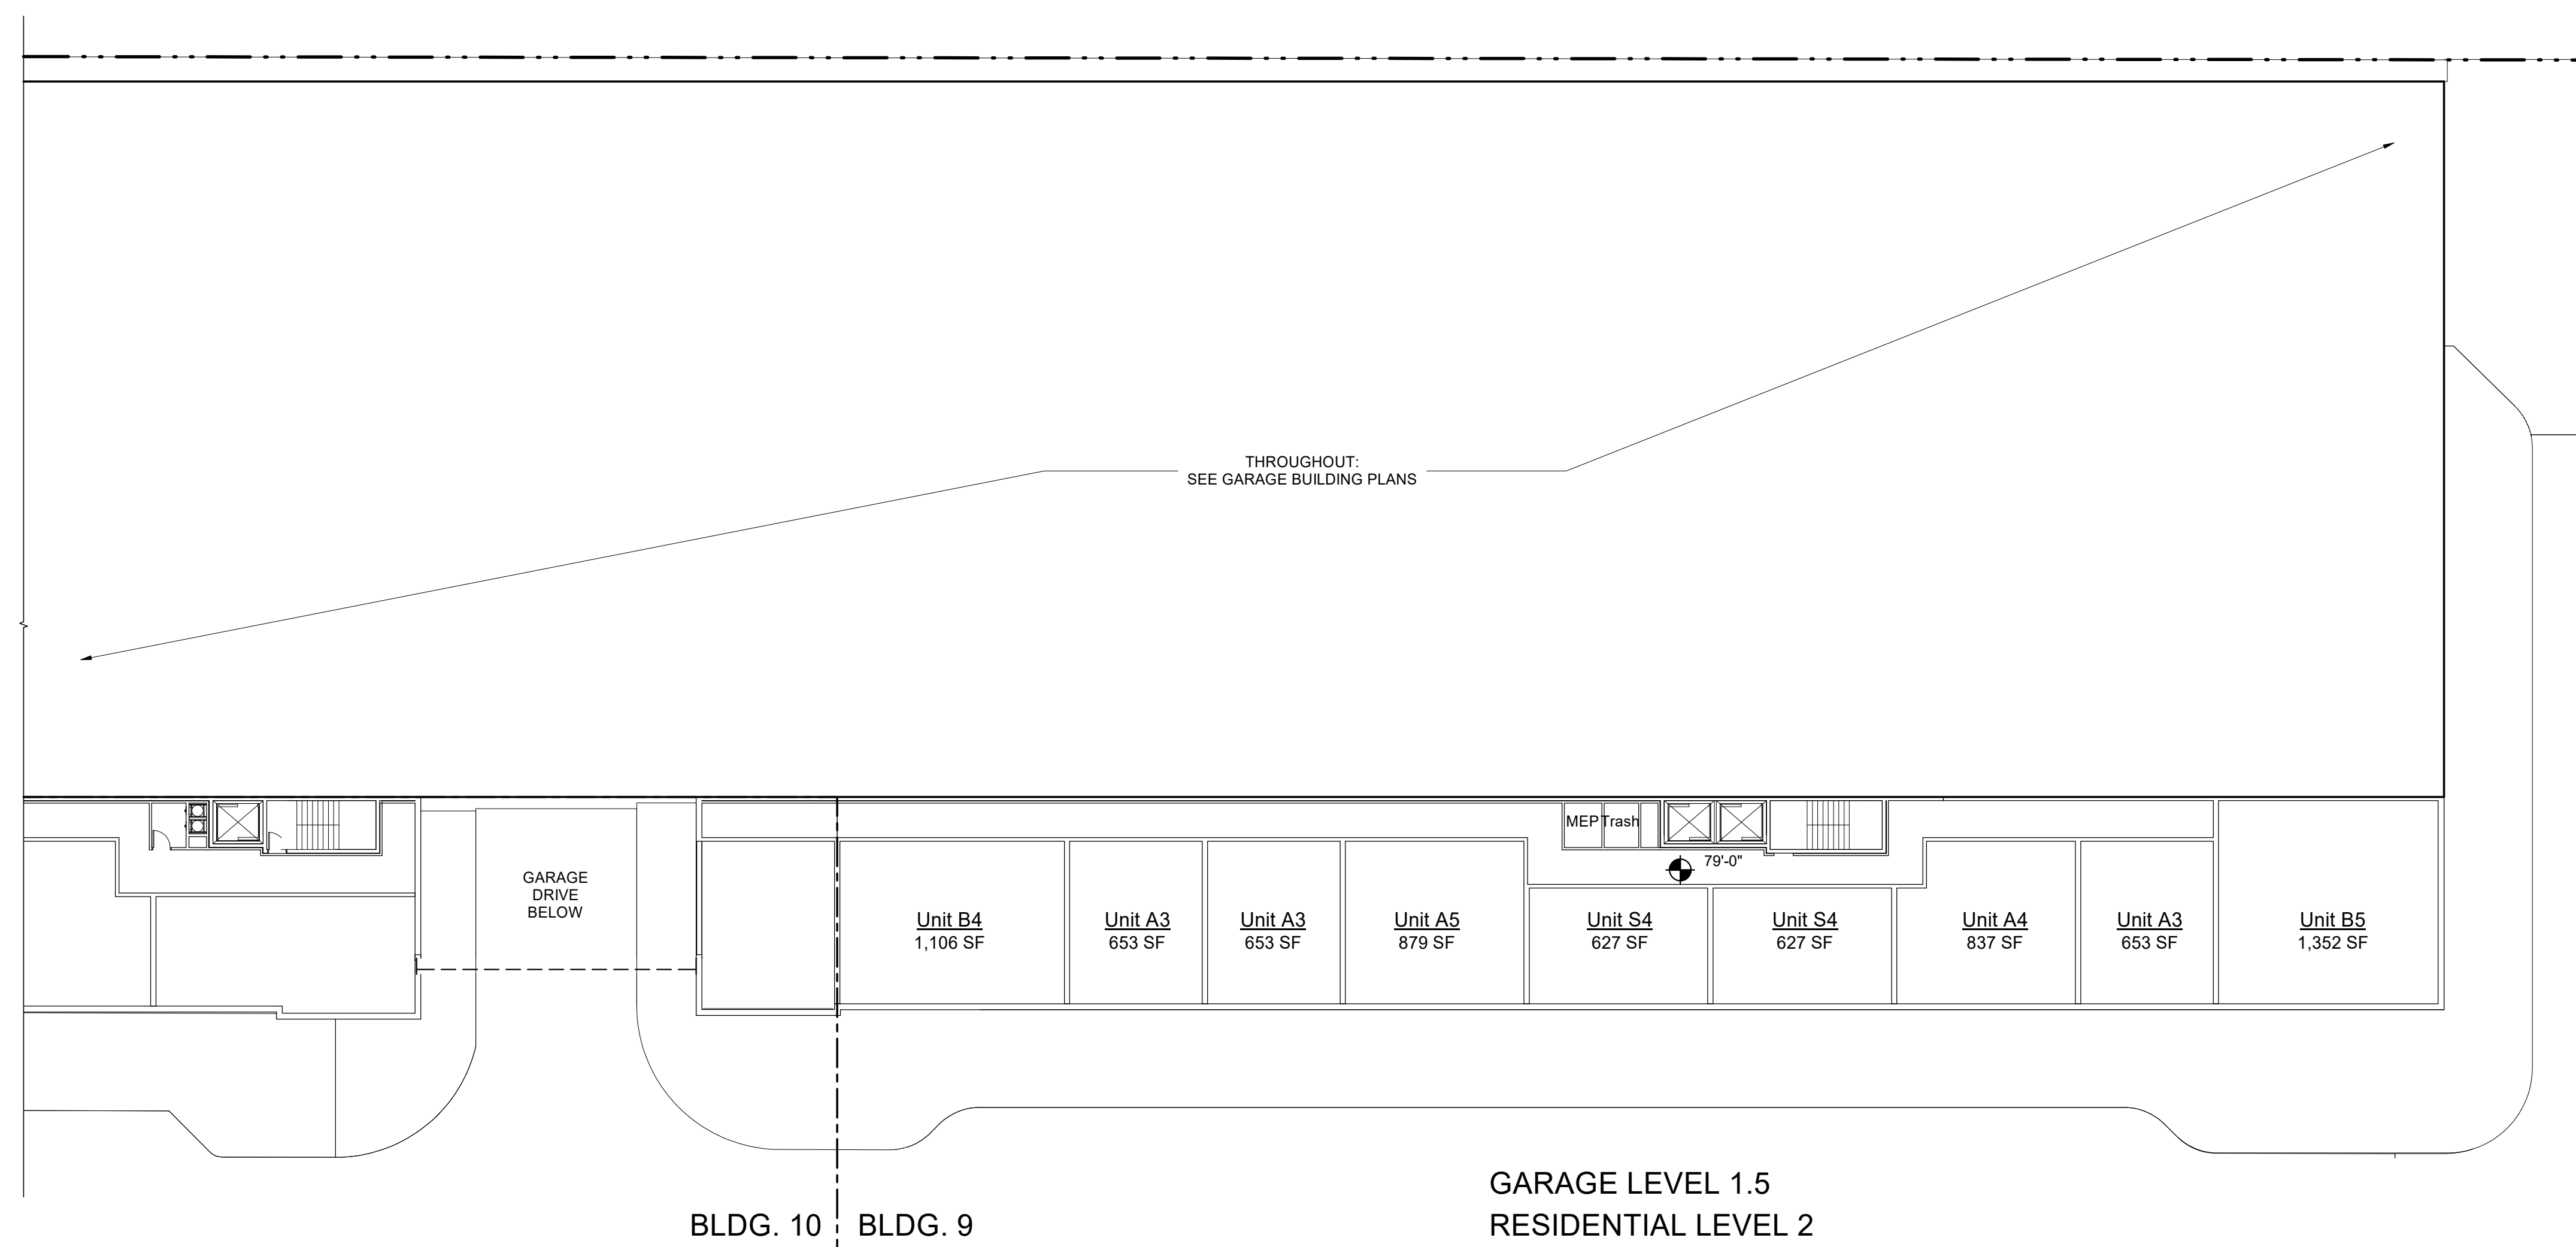 THROUGHOUT:
SEE GARAGE BUILDING PLANS
MEP Trash
79'-0"
GARAGE
DRIVE
BELOW
Unit B4
1,106 SF
Unit A3
653 SF
Unit A3
653 SF
Unit A5
879 SF
Unit S4
627 SF
Unit S4
627 SF
Unit A4
837 SF
Unit A3
653 SF
Unit B5
1,352 SF
GARAGE LEVEL 1.5
RESIDENTIAL LEVEL 2
BLDG. 10
BLDG. 9